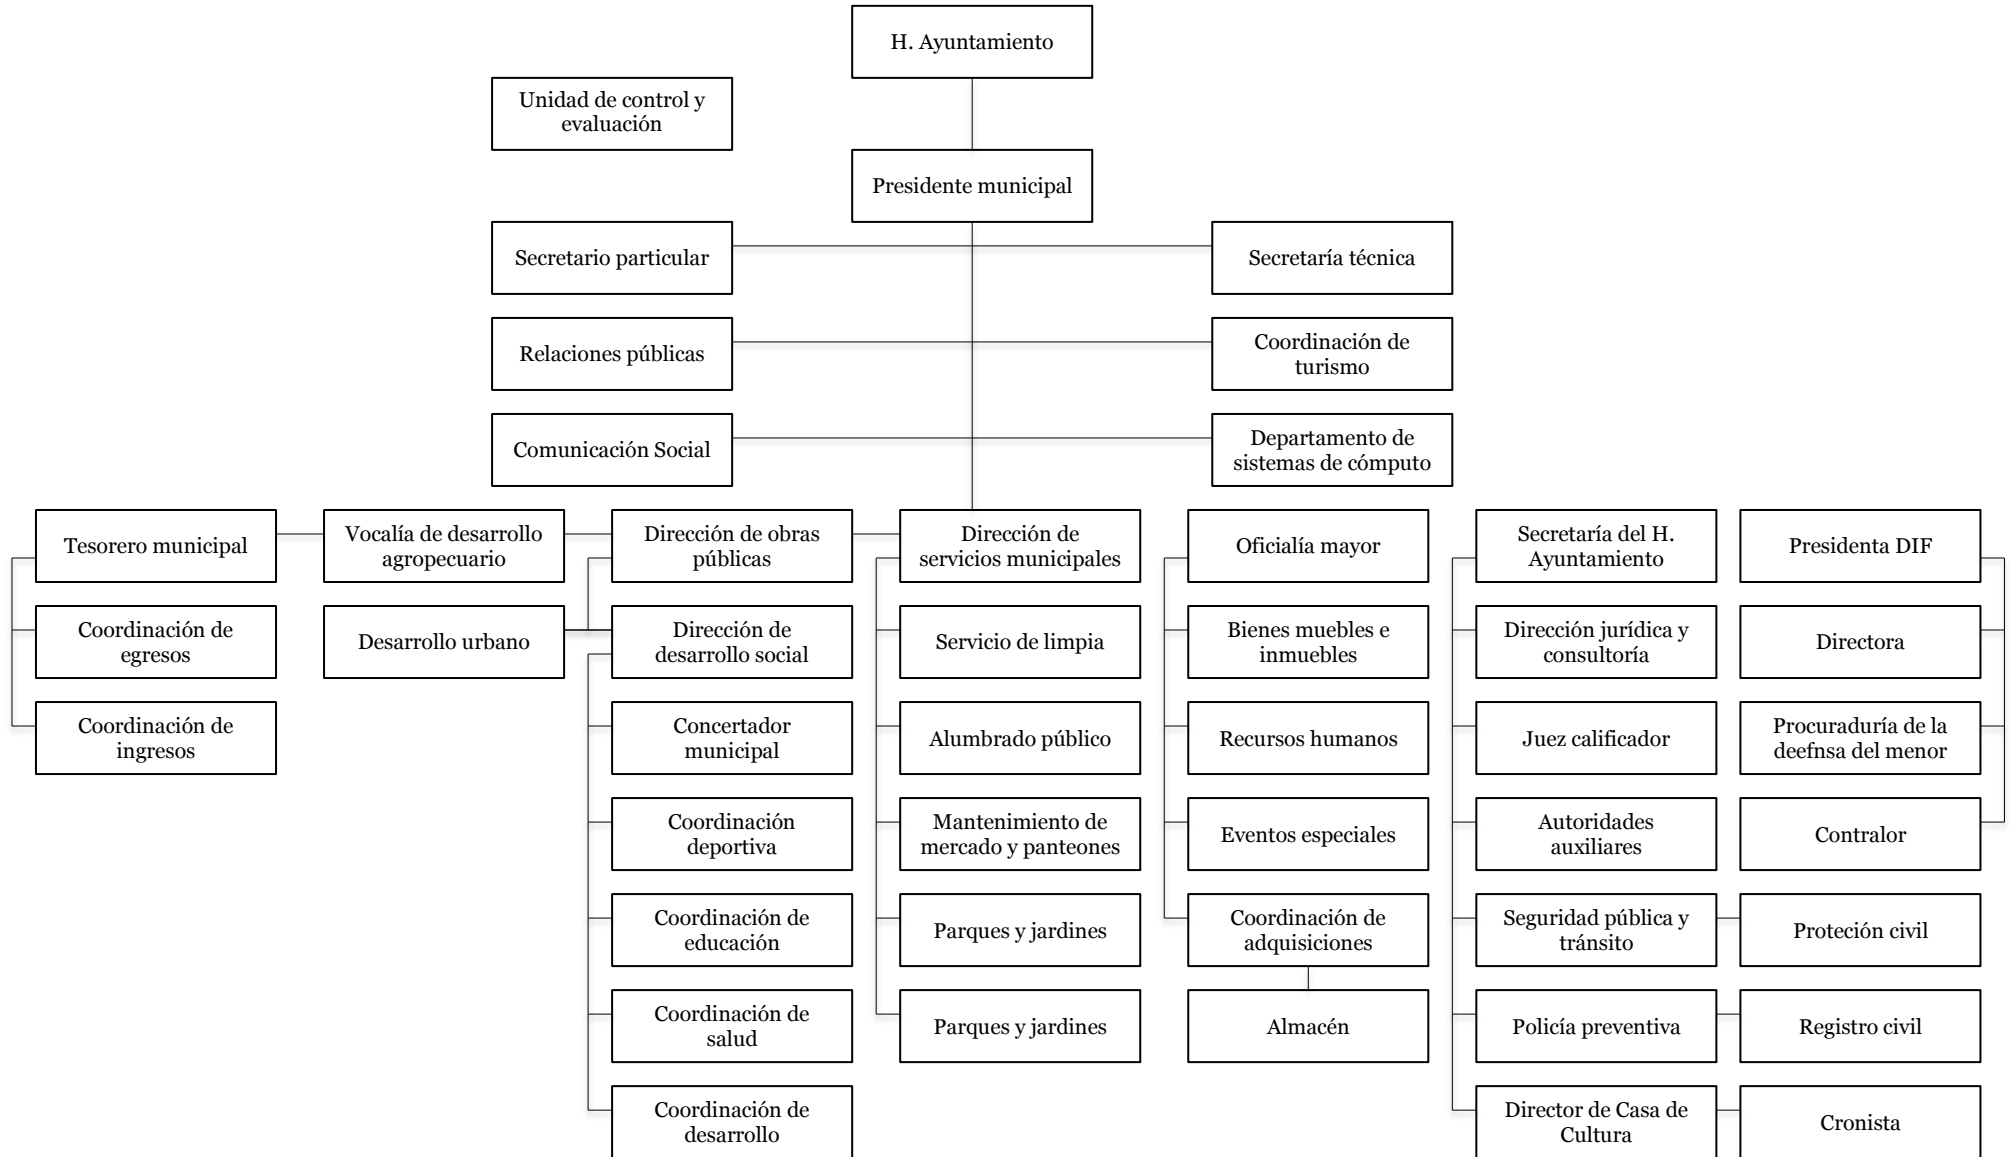 H. Ayuntamiento
Unidad de control y
evaluación
Presidente municipal
Secretario particular
Secretaría técnica
Relaciones públicas
Coordinación de
turismo
Comunicación Social
Departamento de
sistemas de cómputo
Tesorero municipal
Vocalía de desarrollo
agropecuario
Dirección de obras
públicas
Dirección de
servicios municipales
Oficialía mayor
Secretaría del H.
Ayuntamiento
Presidenta DIF
Coordinación de
egresos
Desarrollo urbano
Dirección de
desarrollo social
Servicio de limpia
Bienes muebles e
inmuebles
Dirección jurídica y
consultoría
Directora
Coordinación de
ingresos
Concertador
municipal
Alumbrado público
Recursos humanos
Juez calificador
Procuraduría de la
deefnsa del menor
Coordinación
deportiva
Mantenimiento de
mercado y panteones
Eventos especiales
Autoridades
auxiliares
Contralor
Coordinación de
educación
Parques y jardines
Coordinación de
adquisiciones
Seguridad pública y
tránsito
Proteción civil
Coordinación de
salud
Parques y jardines
Almacén
Policía preventiva
Registro civil
Coordinación de
desarrollo
Director de Casa de
Cultura
Cronista